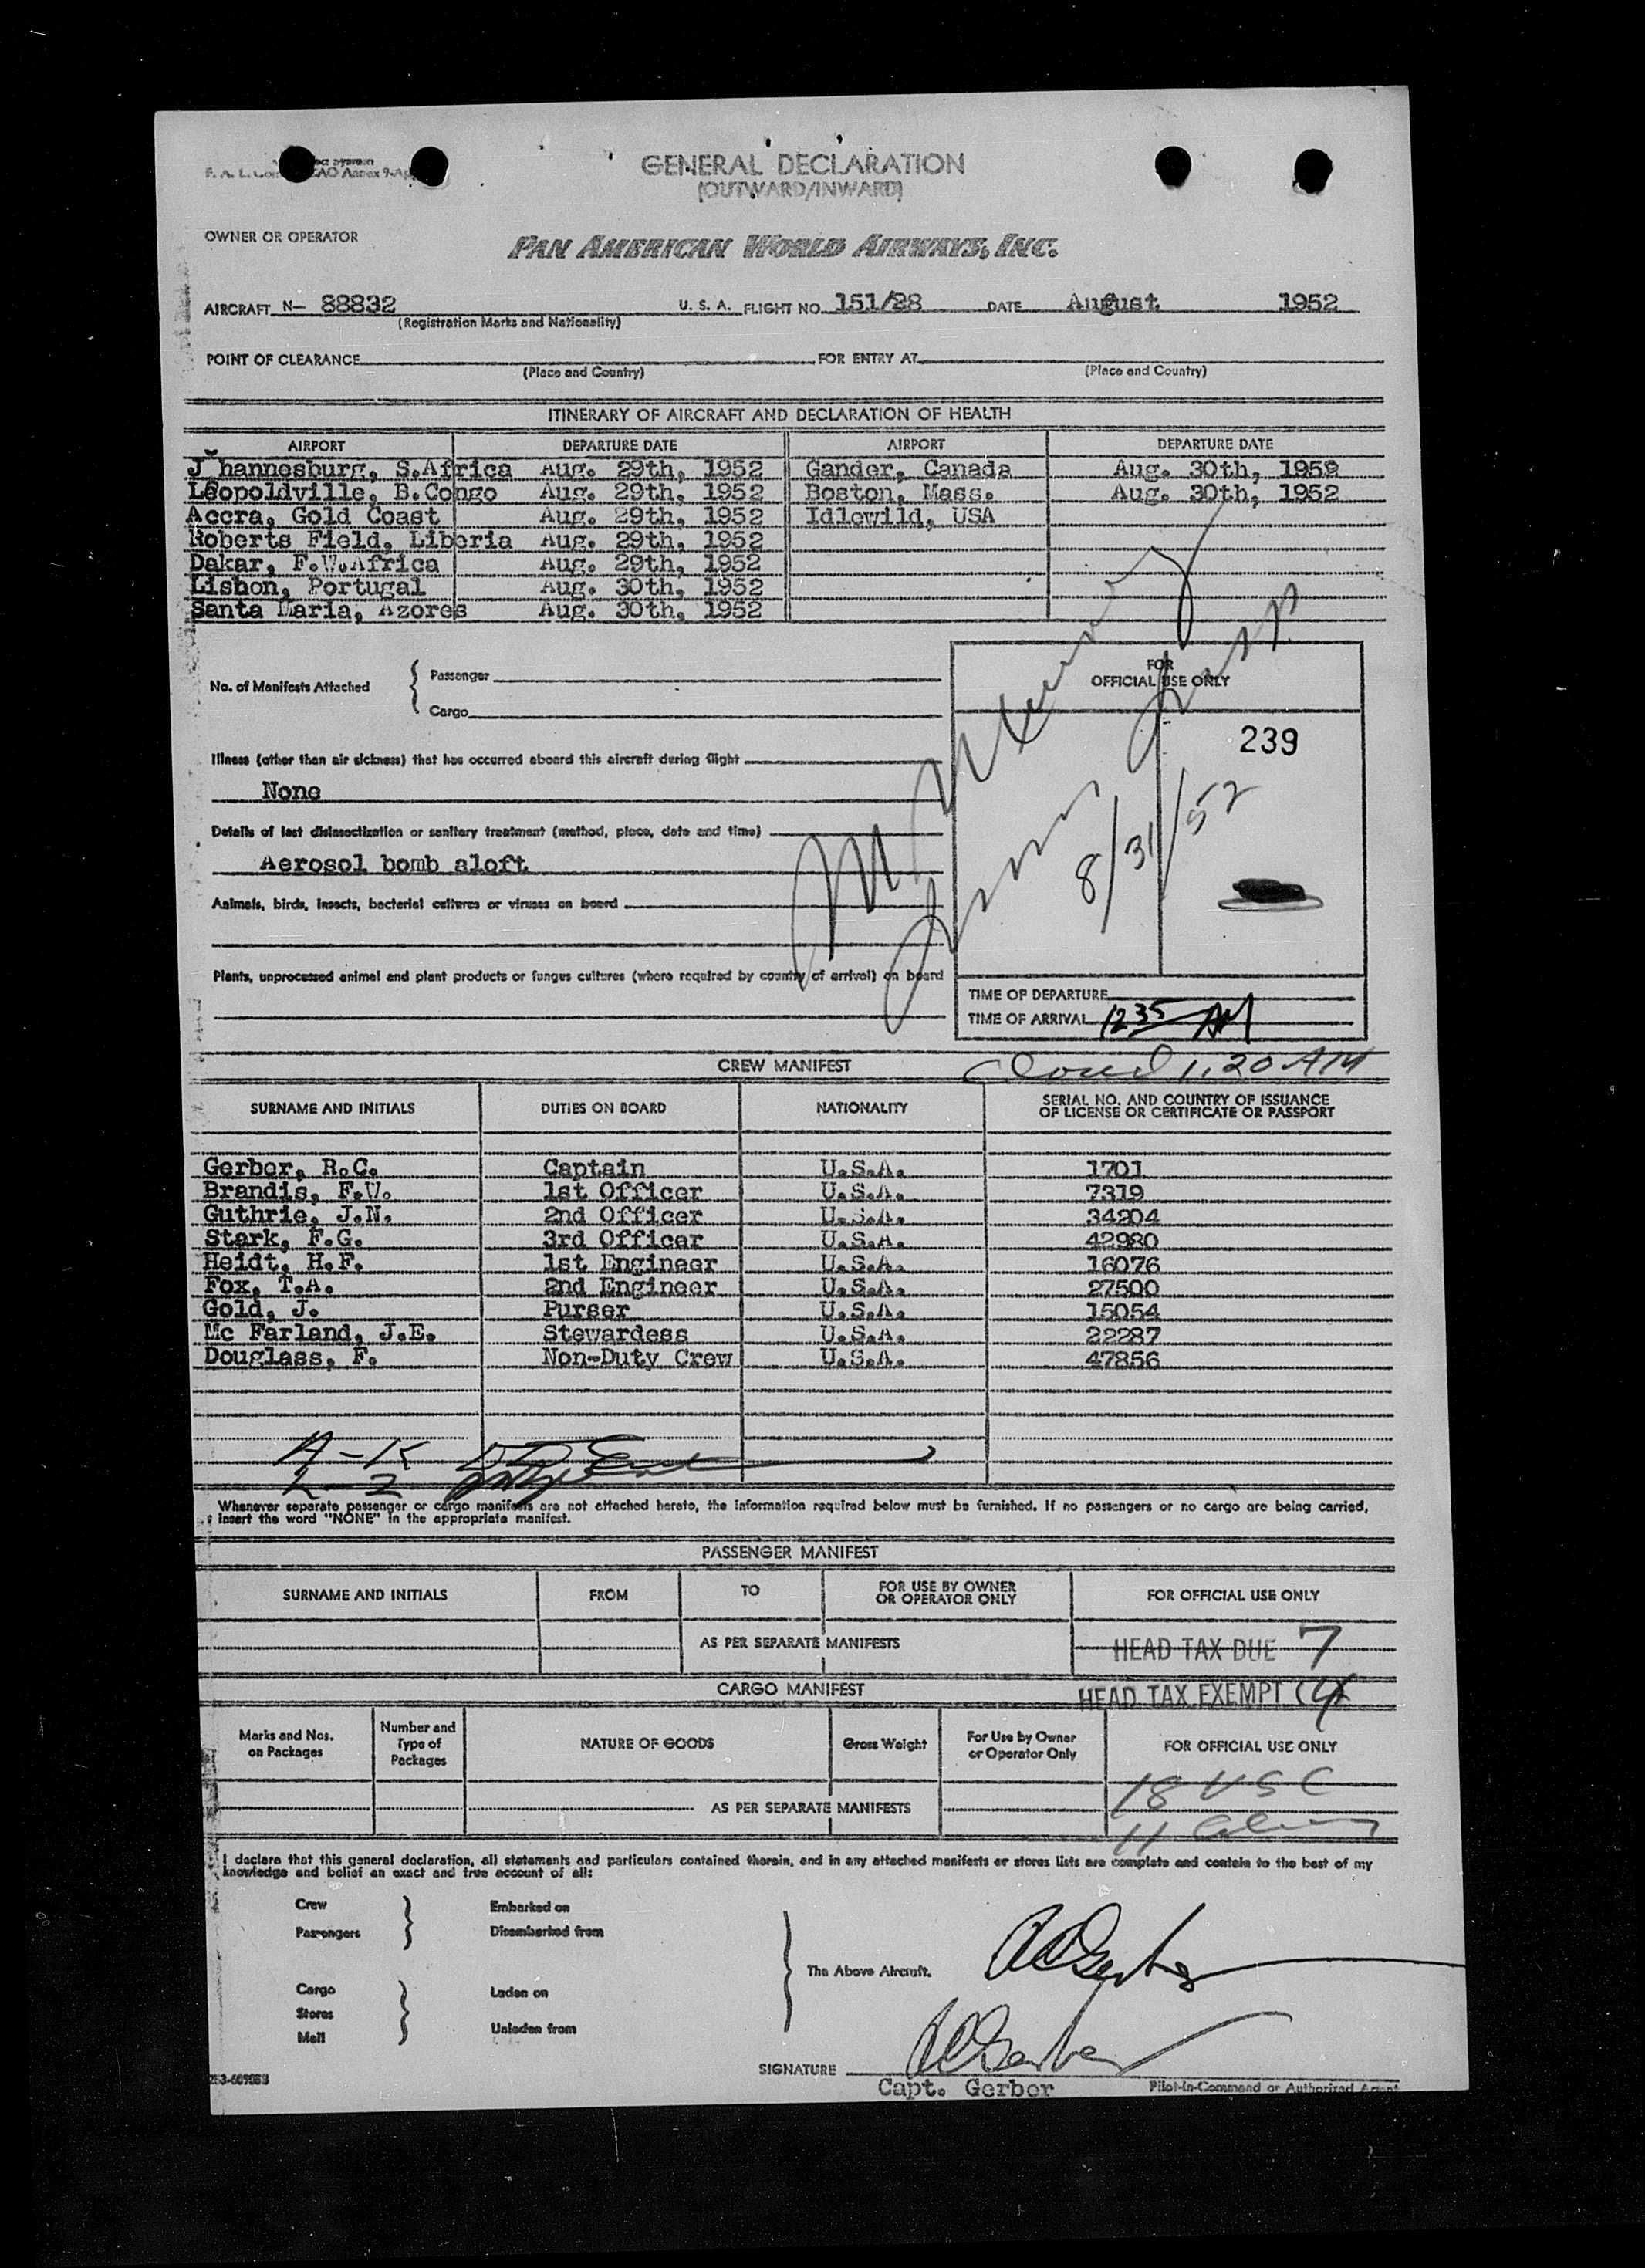 GENERAL DECLARATION
(OUTWARD/INWARD)
OWNER OR OPERATOR PAN AMERICAN WORLD AIRWAYS, INC.
AIRCRAFT N- 88832 U. S. A. FLIGHT NO. 151/28 DATE August 1952
(Registration Marks and Nationality)
POINT OF CLEARANCE FOR ENTRY AT
(Place and Country) (Place and Country)
ITINERARY OF AIRCRAFT AND DECLARATION OF HEALTH
AIRPORT DEPARTURE DATE AIRPORT DEPARTURE DATE
J hannesburg, S.Africa Aug. 29th, 1952 Gander, Canada Aug. 30th, 1952
Leopoldville, B.Congo Aug. 29th, 1952 Boston, Mass. Aug. 30th, 1952
Accra, Gold Coast Aug. 29th, 1952 Idlewild, USA
Roberts Field, Liberia Aug. 29th, 1952
Dakar, F.W.Africa Aug. 29th, 1952
Lisbon, Portugal Aug. 30th, 1952
Santa Maria, Azores Aug. 30th, 1952
No. of Manifests Attached { Passenger
Cargo
FOR
OFFICIAL USE ONLY
239
8/31/52
Illness (other than air sickness) that has occurred aboard this aircraft during flight
None
Details of last disinsectization or sanitary treatment (method, place, date and time)
Aerosol bomb aloft
Animals, birds, insects, bacterial cultures or viruses on board
Plants, unprocessed animal and plant products or fungus cultures (where required by country of arrival) on board
TIME OF DEPARTURE
TIME OF ARRIVAL 1235 AM
CREW MANIFEST 1.20 AM
SURNAME AND INITIALS DUTIES ON BOARD NATIONALITY SERIAL NO. AND COUNTRY OF ISSUANCE
OF LICENSE OR CERTIFICATE OR PASSPORT
Gerber, R.C. Captain U.S.A. 1701
Brandis, F.W. 1st Officer U.S.A. 7319
Guthrie, J.N. 2nd Officer U.S.A. 34204
Stark, F.G. 3rd Officer U.S.A. 42980
Heidt, H.F. 1st Engineer U.S.A. 16076
Fox, T.A. 2nd Engineer U.S.A. 27500
Gold, J. Purser U.S.A. 15054
Mc Farland, J.E. Stewardess U.S.A. 22287
Douglass, F. Non-Duty Crew U.S.A. 47856
A-K
L-Z
Whenever separate passenger or cargo manifests are not attached hereto, the information required below must be furnished. If no passengers or no cargo are being carried,
insert the word "NONE" in the appropriate manifest.
PASSENGER MANIFEST
SURNAME AND INITIALS FROM TO FOR USE BY OWNER
OR OPERATOR ONLY FOR OFFICIAL USE ONLY
AS PER SEPARATE MANIFESTS HEAD TAX DUE 7
CARGO MANIFEST HEAD TAX EXEMPT (4)
Marks and Nos.
on Packages
Number and
Type of
Packages
NATURE OF GOODS
Gross Weight
For Use by Owner
or Operator Only
FOR OFFICIAL USE ONLY
18 USC
AS PER SEPARATE MANIFESTS
11
I declare that this general declaration, all statements and particulars contained therein, and in any attached manifests or stores lists are complete and contain to the best of my
knowledge and belief an exact and true account of all:
Crew
Passengers
Embarked on
Disembarked from
Cargo
Stores
Mail
Laden on
Unladen from
The Above Aircraft. RCGerber
SIGNATURE RCGerber
Capt. Gerber Pilot-in-Command or Authorized Agent